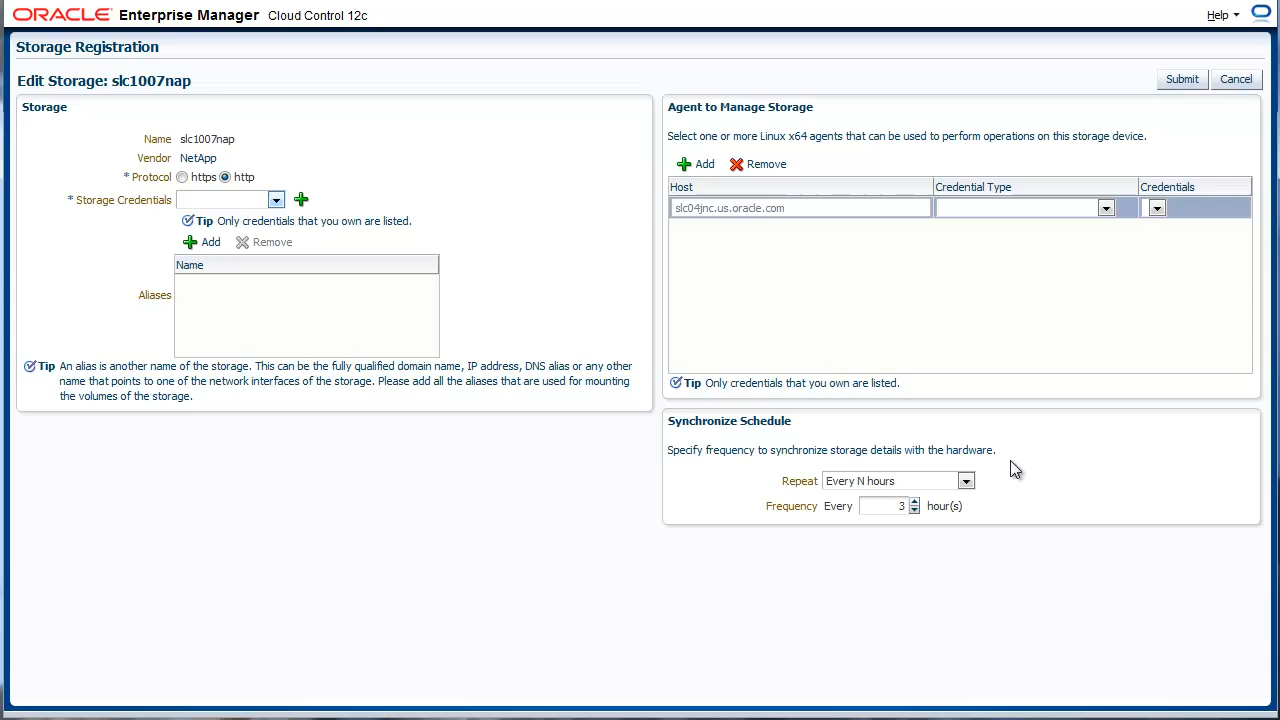 ORACLE Enterprise Manager Cloud Control 12c
Help
Storage Registration
Edit Storage: slc1007nap
Submit Cancel
Storage
Name slc1007nap
Vendor NetApp
* Protocol https http
* Storage Credentials
Tip Only credentials that you own are listed.
Add Remove
Name
Aliases
Tip An alias is another name of the storage. This can be the fully qualified domain name, IP address, DNS alias or any other
name that points to one of the network interfaces of the storage. Please add all the aliases that are used for mounting
the volumes of the storage.
Agent to Manage Storage
Select one or more Linux x64 agents that can be used to perform operations on this storage device.
Add Remove
Host Credential Type Credentials
slc04jnc.us.oracle.com
Tip Only credentials that you own are listed.
Synchronize Schedule
Specify frequency to synchronize storage details with the hardware.
Repeat Every N hours
Frequency Every 3 hour(s)